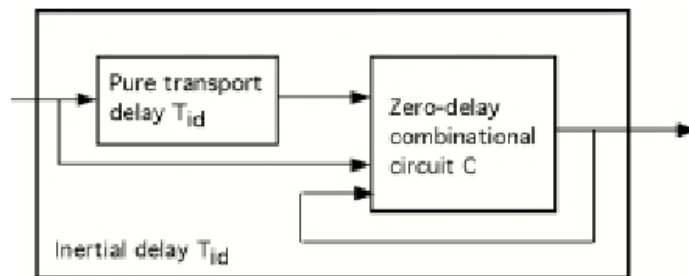 Pure transport
delay Tid
Zero-delay
combinational
circuit C
Inertial delay Tid